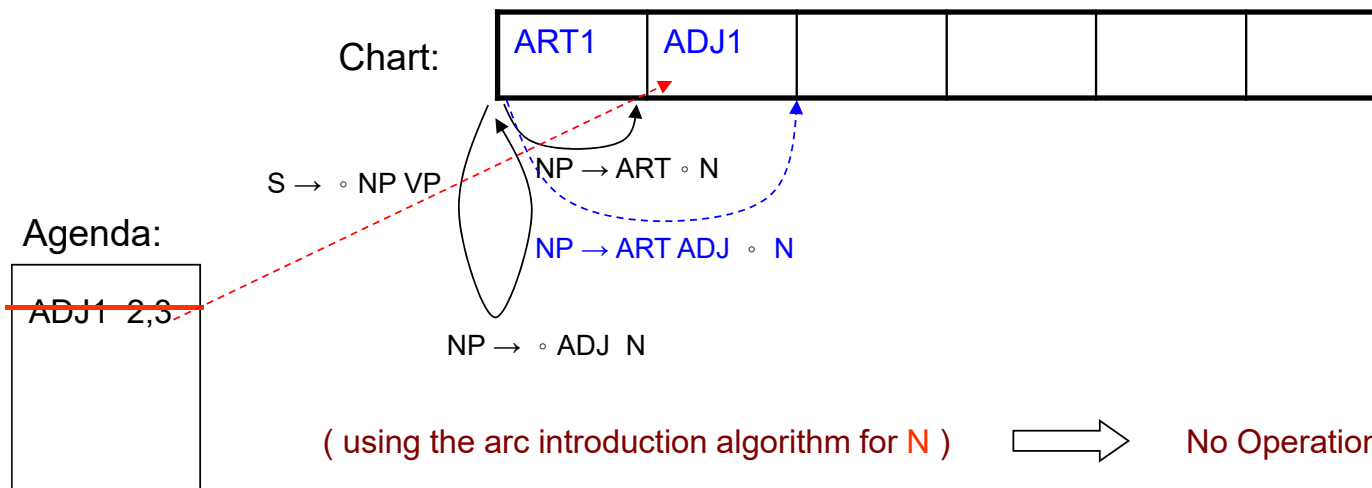 Chart:
ART1
ADJ1
NP → ART ◦ N
S → ◦ NP VP
Agenda:
NP → ART ADJ ◦ N
ADJ1 2,3
NP → ◦ ADJ N
( using the arc introduction algorithm for N )
No Operation